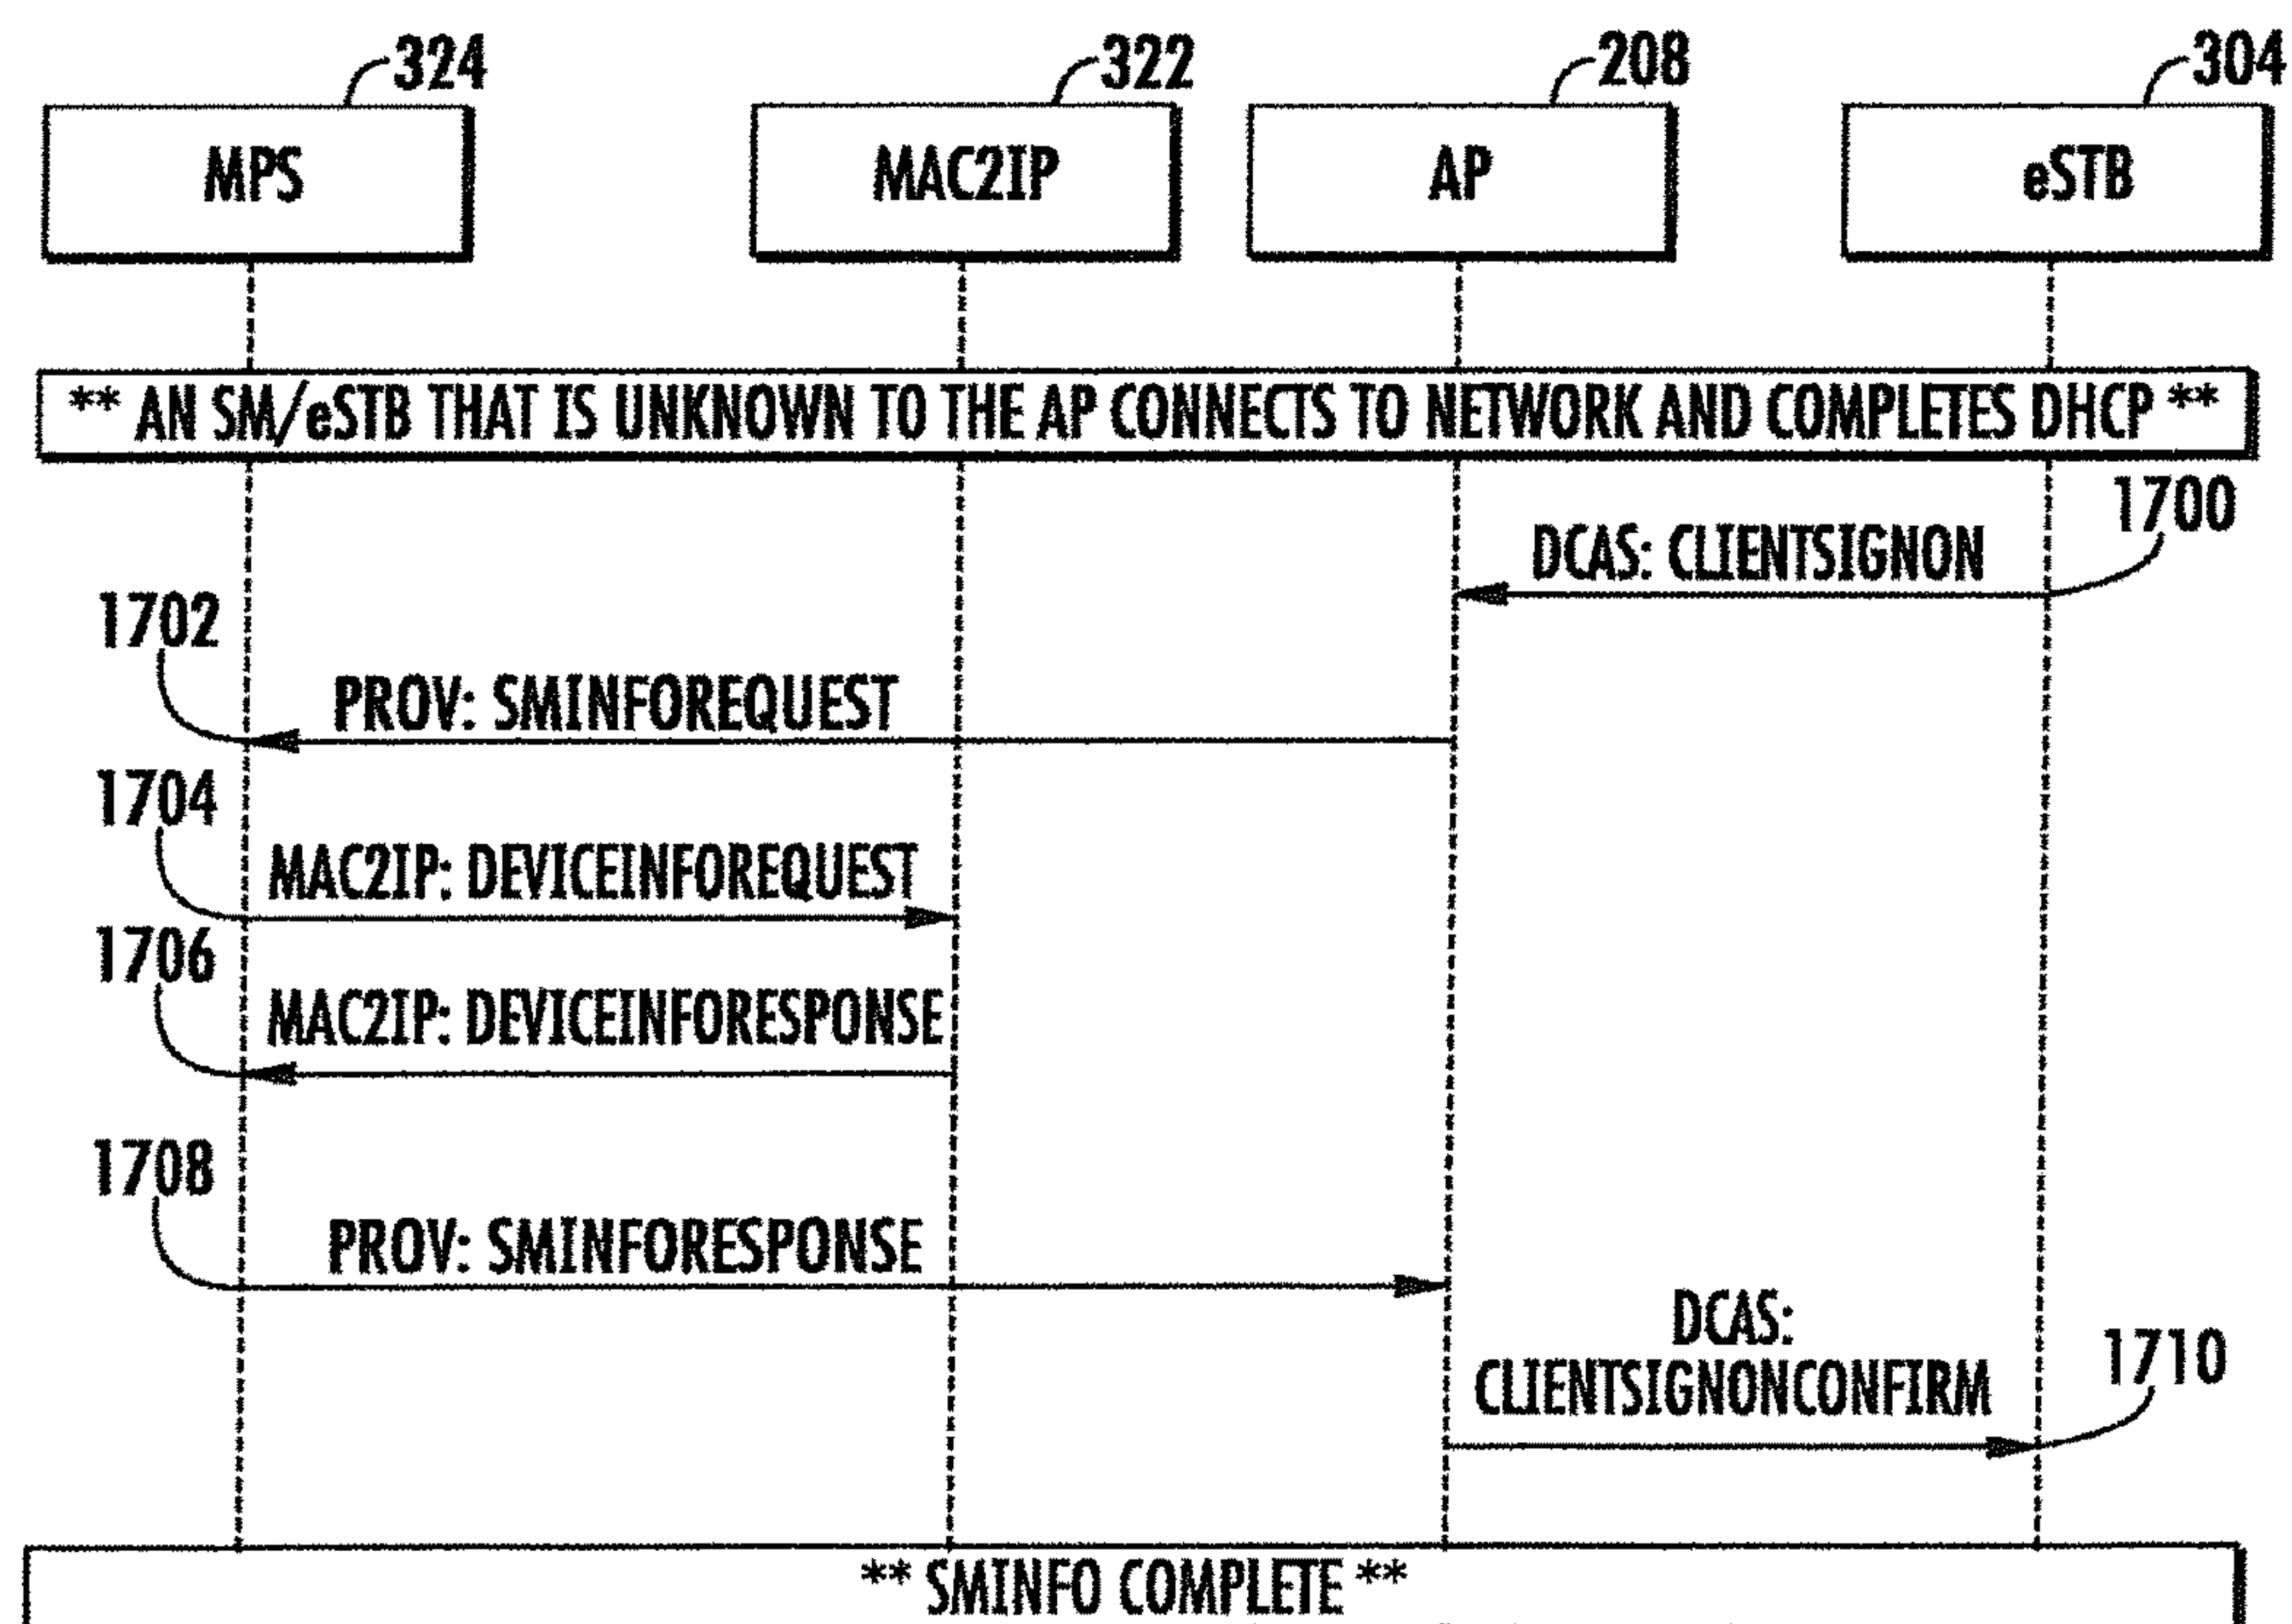 324
322
208
304
MPS
MAC2IP
AP
eSTB
** AN SM/eSTB THAT IS UNKNOWN TO THE AP CONNECTS TO NETWORK AND COMPLETES DHCP **
1700
DCAS: CLIENTSIGNON
1702
PROV: SMINFOREQUEST
1704
MAC2IP: DEVICEINFOREQUEST
1706
MAC2IP: DEVICEINFORESPONSE
1708
PROV: SMINFORESPONSE
DCAS:
CLIENTSIGNONCONFIRM
1710
** SMINFO COMPLETE **